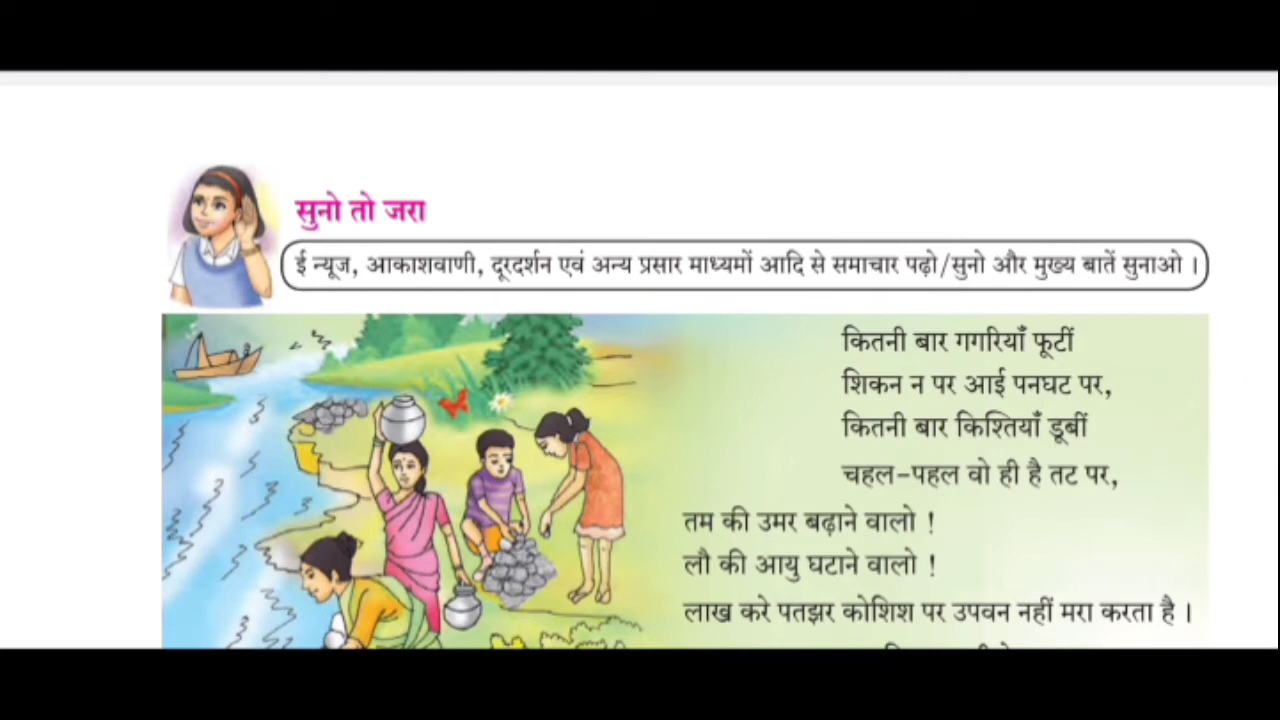 सुनो तो जरा
ई न्यूज, आकाशवाणी, दूरदर्शन एवं अन्य प्रसार माध्यमों आदि से समाचार पढ़ो/सुनो और मुख्य बातें सुनाओ ।
कितनी बार गगरियाँ फूटीं
शिकन न पर आई पनघट पर,
कितनी बार किश्तियाँ डूबीं
चहल-पहल वो ही है तट पर,
तम की उमर बढ़ाने वालो !
लौ की आयु घटाने वालो !
लाख करे पतझर कोशिश पर उपवन नहीं मरा करता है ।